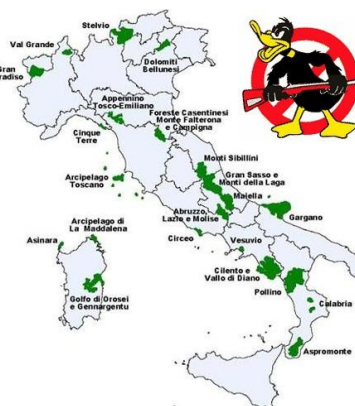 Stelvio
Val Grande
Gran
radiso
Dolomiti
Bellunesi
Appennino
Tosco-Emiliano
Foreste Casentinesi
Monte Falterona
e Campigna
Cinque
Terre
Monti Sibillini
Arcipelago
Toscano
Gran Sasso e
Monti della Laga
Maiella
Abruzzo,
Lazio e Molise
Gargano
Arcipelago di
La Maddalena
Asinara
Circeo
Vesuvio
Cilento e
Vallo di Diano
Golfo di Orosei
e Gennargentu
Pollino
Calabria
Aspromonte